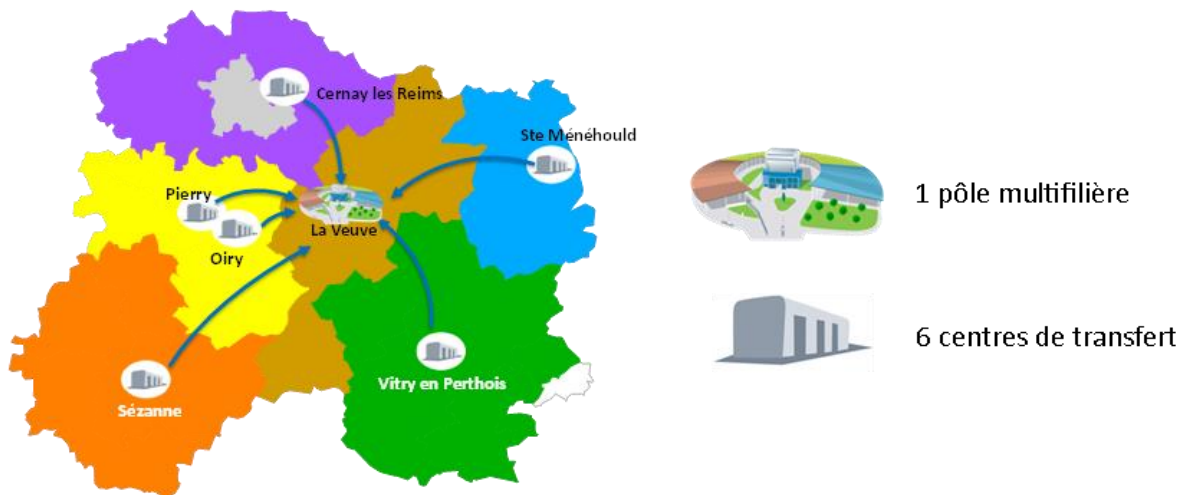 Cernay les Reims
Ste Ménéhould
Pierry
La Veuve
Oiry
Vitry en Perthois
Sézanne
1 pôle multifilière
6 centres de transfert